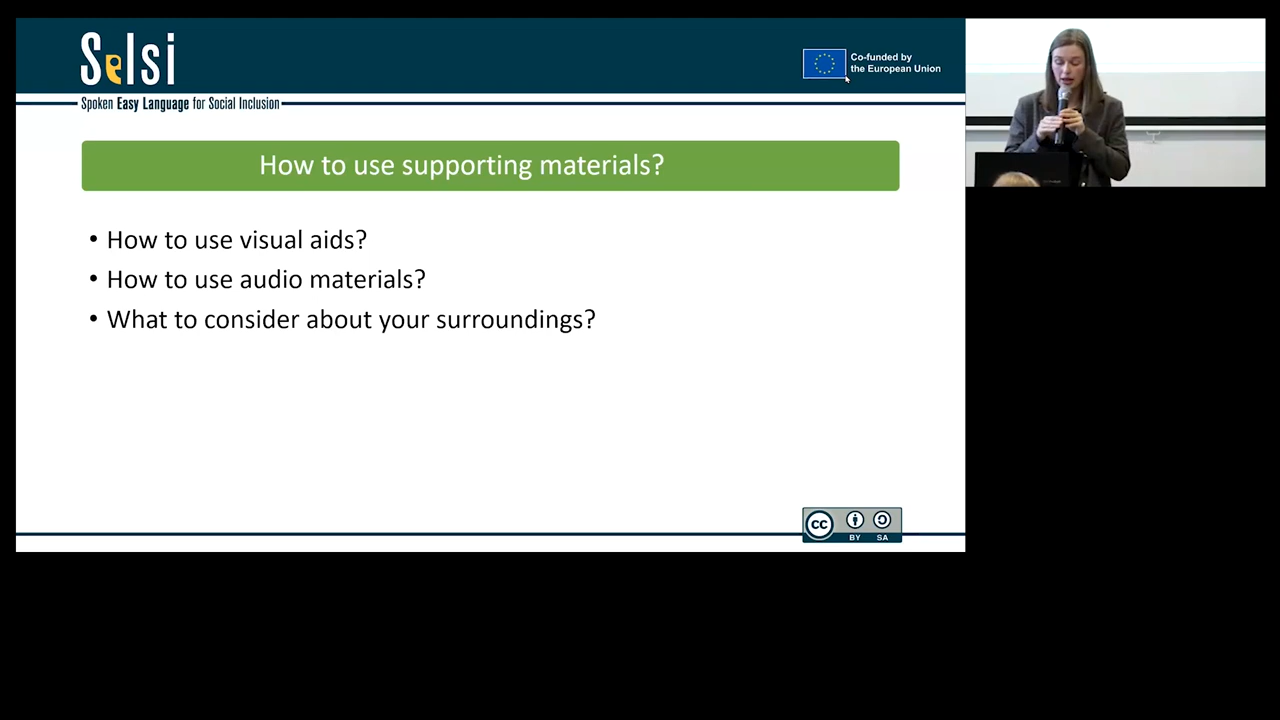 Selsi
Spoken Easy Language for Social Inclusion
Co-funded by
the European Union
How to use supporting materials?
• How to use visual aids?
• How to use audio materials?
• What to consider about your surroundings?
cc
BY SA